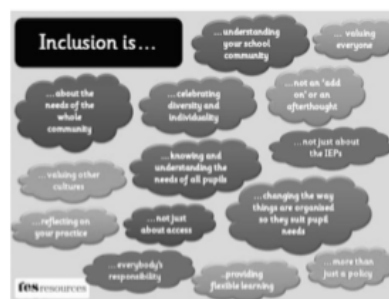 Inclusion is...
...understanding
your school
community
... valuing
everyone
...about the
needs of the
whole
community
...celebrating
diversity and
individuality
...not an 'add
on' or an
afterthought
...not just about
the IEPs
...knowing and
understanding the
needs of all pupils
...valuing other
cultures
...changing the way
things are organised
so they suit pupil
needs
...reflecting on
your practice
...not just
about access
...everybody's
responsibility
..providing
flexible learning
...more than
just a policy
tes resources